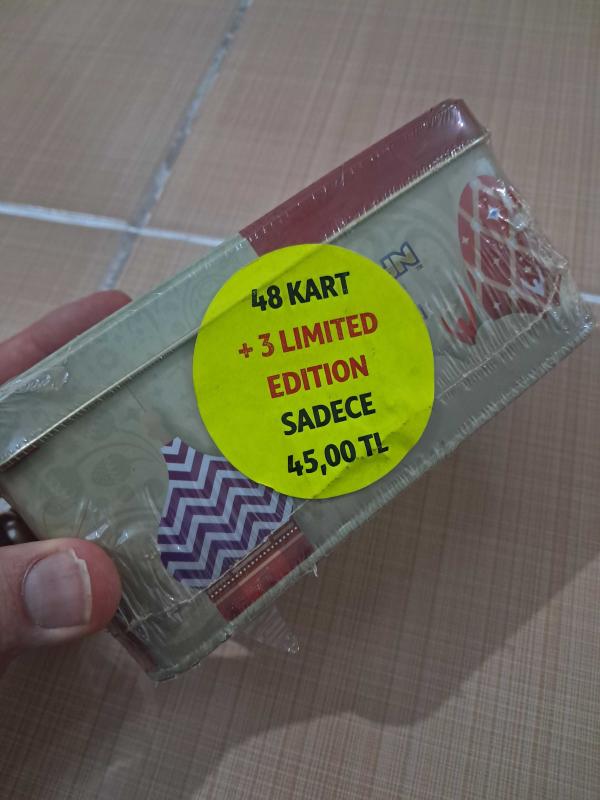 48 KART
+ 3 LIMITED
EDITION
SADECE
45,00 TL